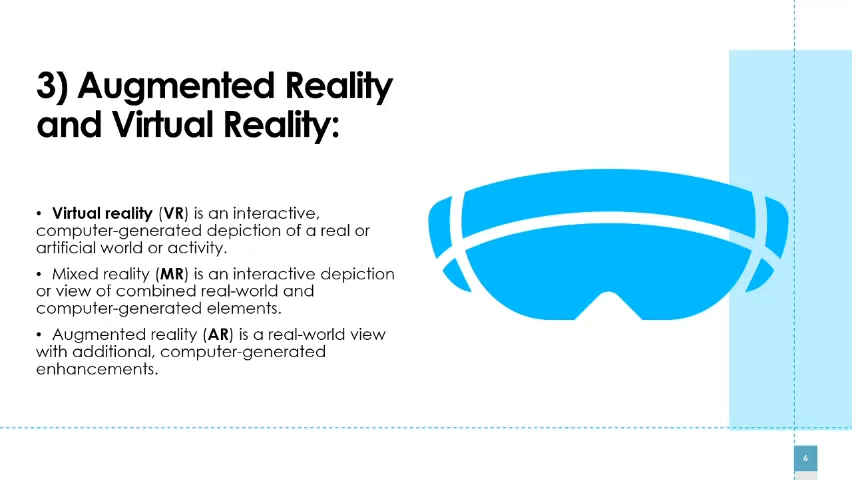 3) Augmented Reality
and Virtual Reality:
• Virtual reality (VR) is an interactive,
computer-generated depiction of a real or
artificial world or activity.
• Mixed reality (MR) is an interactive depiction
or view of combined real-world and
computer-generated elements.
• Augmented reality (AR) is a real-world view
with additional, computer-generated
enhancements.
6